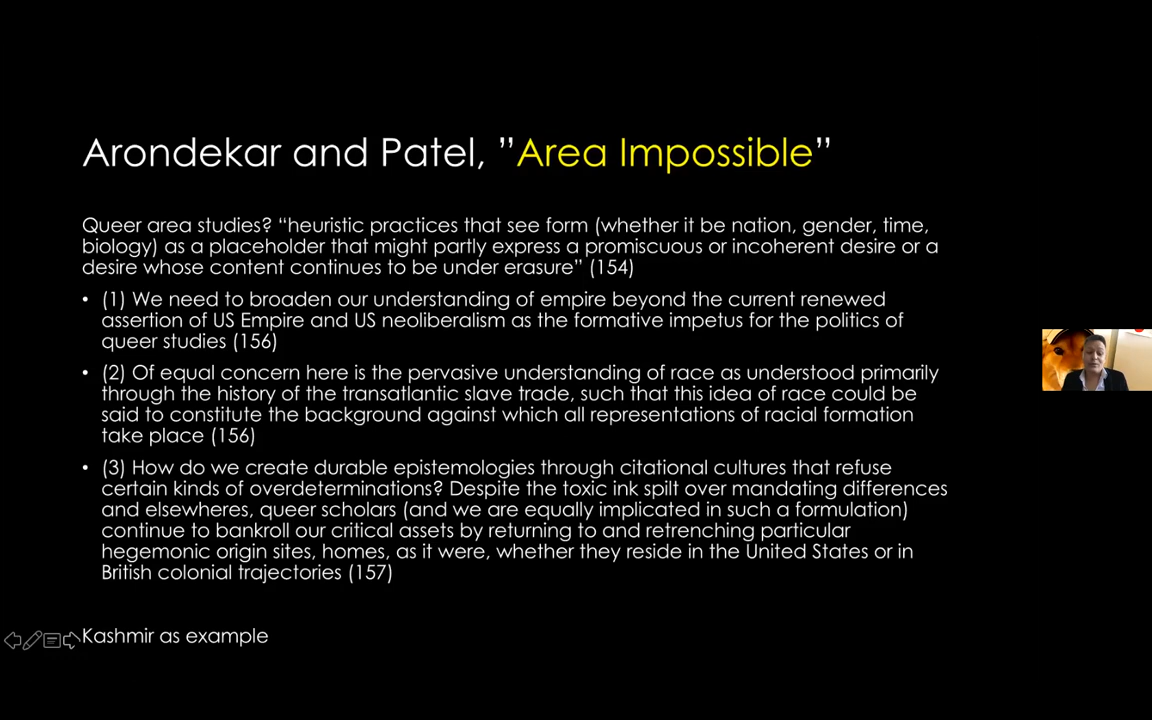 Arondekar and Patel, ”Area Impossible”
Queer area studies? “heuristic practices that see form (whether it be nation, gender, time,
biology) as a placeholder that might partly express a promiscuous or incoherent desire or a
desire whose content continues to be under erasure” (154)
• (1) We need to broaden our understanding of empire beyond the current renewed
assertion of US Empire and US neoliberalism as the formative impetus for the politics of
queer studies (156)
• (2) Of equal concern here is the pervasive understanding of race as understood primarily
through the history of the transatlantic slave trade, such that this idea of race could be
said to constitute the background against which all representations of racial formation
take place (156)
• (3) How do we create durable epistemologies through citational cultures that refuse
certain kinds of overdeterminations? Despite the toxic ink spilt over mandating differences
and elsewheres, queer scholars (and we are equally implicated in such a formulation)
continue to bankroll our critical assets by returning to and retrenching particular
hegemonic origin sites, homes, as it were, whether they reside in the United States or in
British colonial trajectories (157)
Kashmir as example